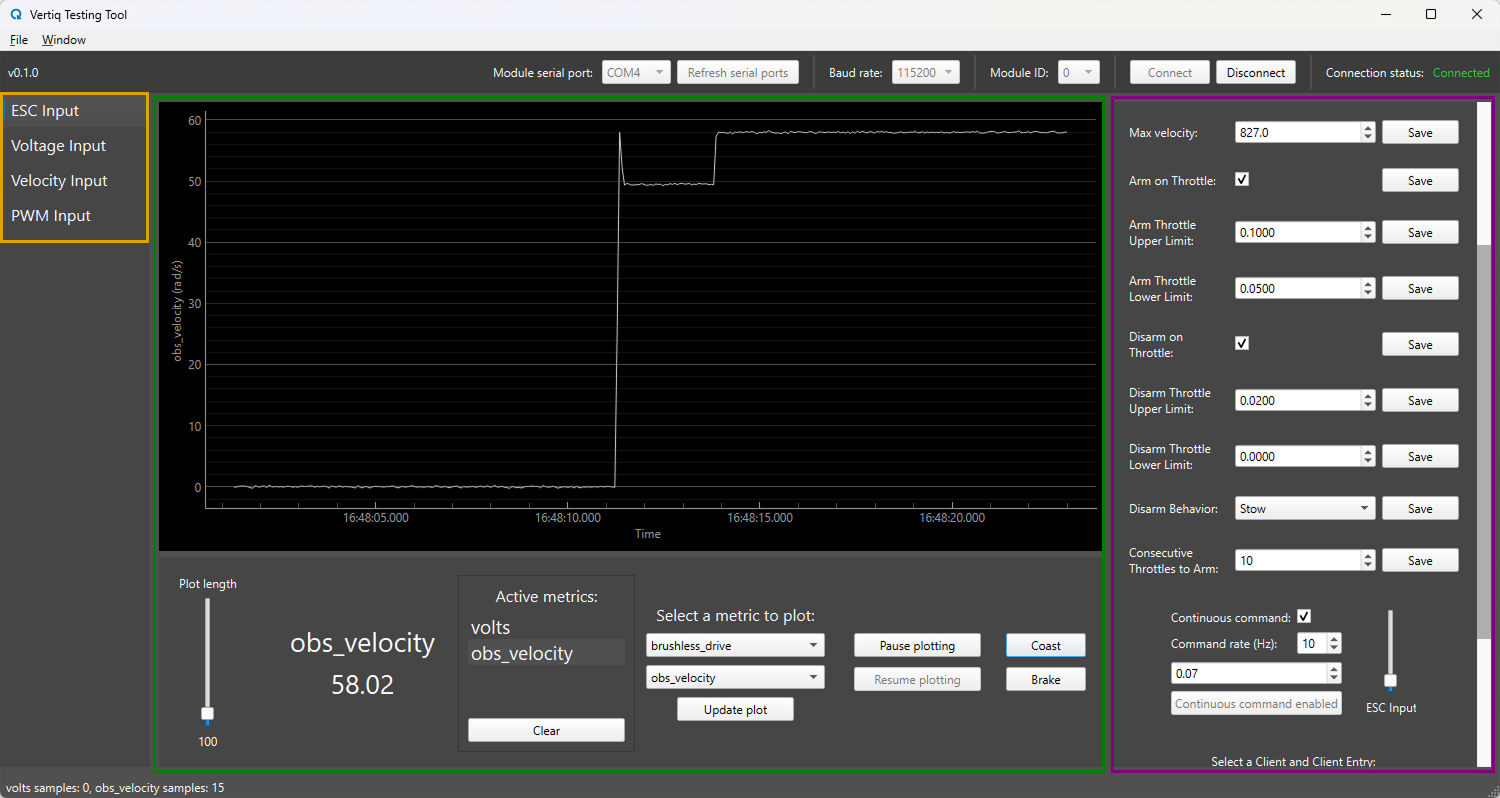 Vertiq Testing Tool
File Window
v0.1.0
Module serial port: COM4 Refresh serial ports Baud rate: 115200 Module ID: 0 Connect Disconnect Connection status: Connected
ESC Input
Voltage Input
Velocity Input
PWM Input
60
50
40
30
20
10
0
obs_velocity (rad/s)
16:48:05.000 16:48:10.000 16:48:15.000 16:48:20.000
Time
Plot length
100
obs_velocity
58.02
Active metrics:
volts
obs_velocity
Clear
Select a metric to plot:
brushless_drive
obs_velocity
Update plot
Pause plotting
Resume plotting
Coast
Brake
Max velocity: 827.0 Save
Arm on Throttle: Save
Arm Throttle
Upper Limit: 0.1000 Save
Arm Throttle
Lower Limit: 0.0500 Save
Disarm on
Throttle: Save
Disarm Throttle
Upper Limit: 0.0200 Save
Disarm Throttle
Lower Limit: 0.0000 Save
Disarm Behavior: Stow Save
Consecutive
Throttles to Arm: 10 Save
Continuous command:
Command rate (Hz): 10
0.07
Continuous command enabled
ESC Input
Select a Client and Client Entry:
volts samples: 0, obs_velocity samples: 15